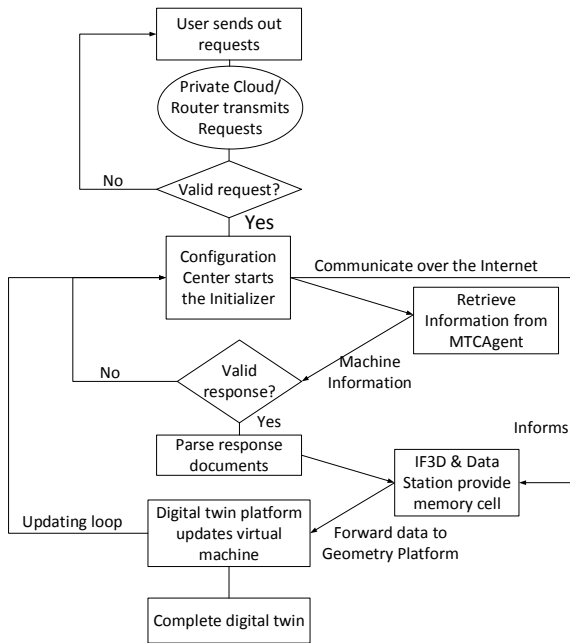 User sends out
requests
Private Cloud/
Router transmits
Requests
No
Valid request?
Yes
Configuration
Center starts
the Initializer
Communicate over the Internet
Retrieve
Information from
MTCAgent
Machine
Information
No
Valid
response?
Yes
Parse response
documents
Informs
IF3D & Data
Station provide
memory cell
Updating loop
Digital twin platform
updates virtual
machine
Forward data to
Geometry Platform
Complete digital twin